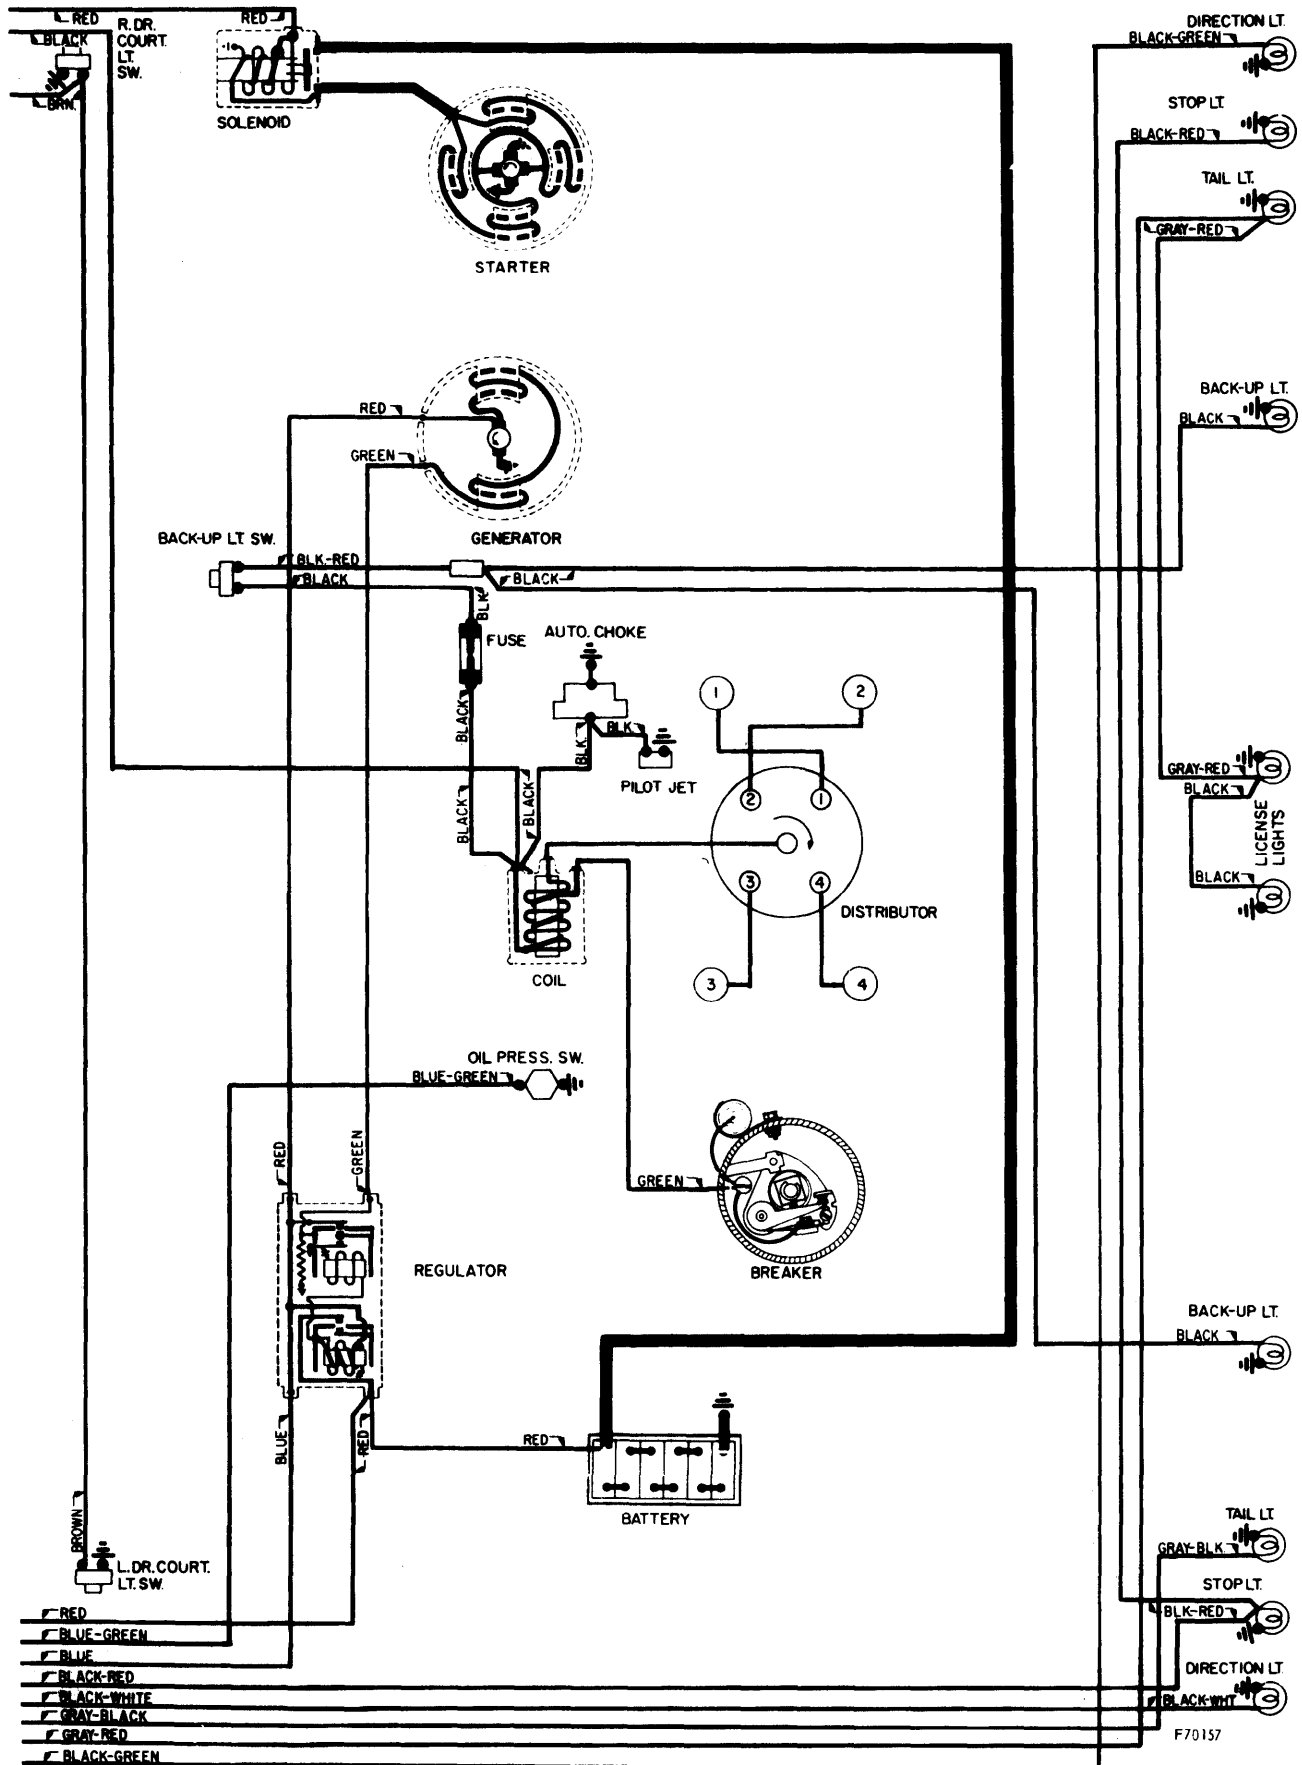 RED
RED
BLACK
R. DR.
COURT.
LT.
SW.
BRN.
SOLENOID
STARTER
DIRECTION LT.
BLACK-GREEN
STOP LT.
BLACK-RED
TAIL LT.
GRAY-RED
BACK-UP LT.
BLACK
RED
GREEN
GENERATOR
BACK-UP LT. SW.
BLK.-RED
BLACK
BLACK
BLK
FUSE
AUTO. CHOKE
BLK.
BLK.
PILOT JET
BLACK
BLACK
BLACK
1
2
2
1
3
4
DISTRIBUTOR
3
4
COIL
GRAY-RED
BLACK
LICENSE
LIGHTS
BLACK
OIL PRESS. SW.
BLUE-GREEN
RED
GREEN
GREEN
BREAKER
REGULATOR
BACK-UP LT.
BLACK
BLUE
RED
RED
BATTERY
BROWN
L. DR. COURT.
LT. SW.
TAIL LT.
GRAY-BLK.
STOP LT.
BLK-RED
DIRECTION LT.
BLACK-WHT
RED
BLUE-GREEN
BLUE
BLACK-RED
BLACK-WHITE
GRAY-BLACK
GRAY-RED
BLACK-GREEN
F70157